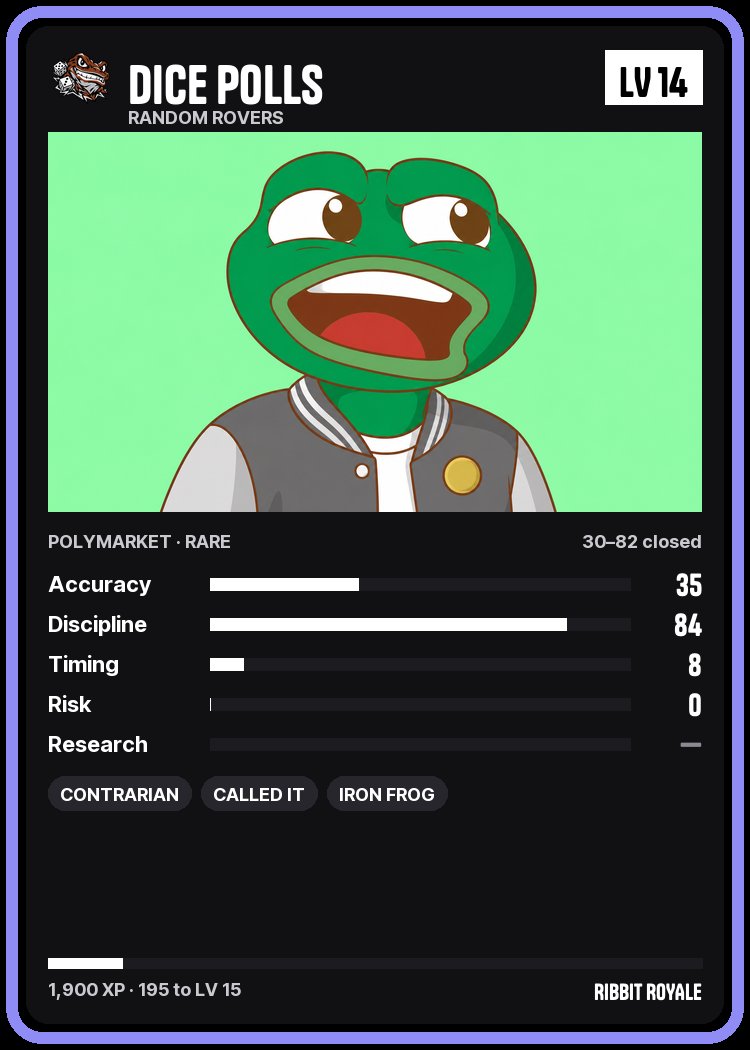 DICE POLLS
LV 14
RANDOM ROVERS
POLYMARKET · RARE
30–82 closed
Accuracy 35
Discipline 84
Timing 8
Risk 0
Research —
CONTRARIAN CALLED IT IRON FROG
1,900 XP · 195 to LV 15
RIBBIT ROYALE